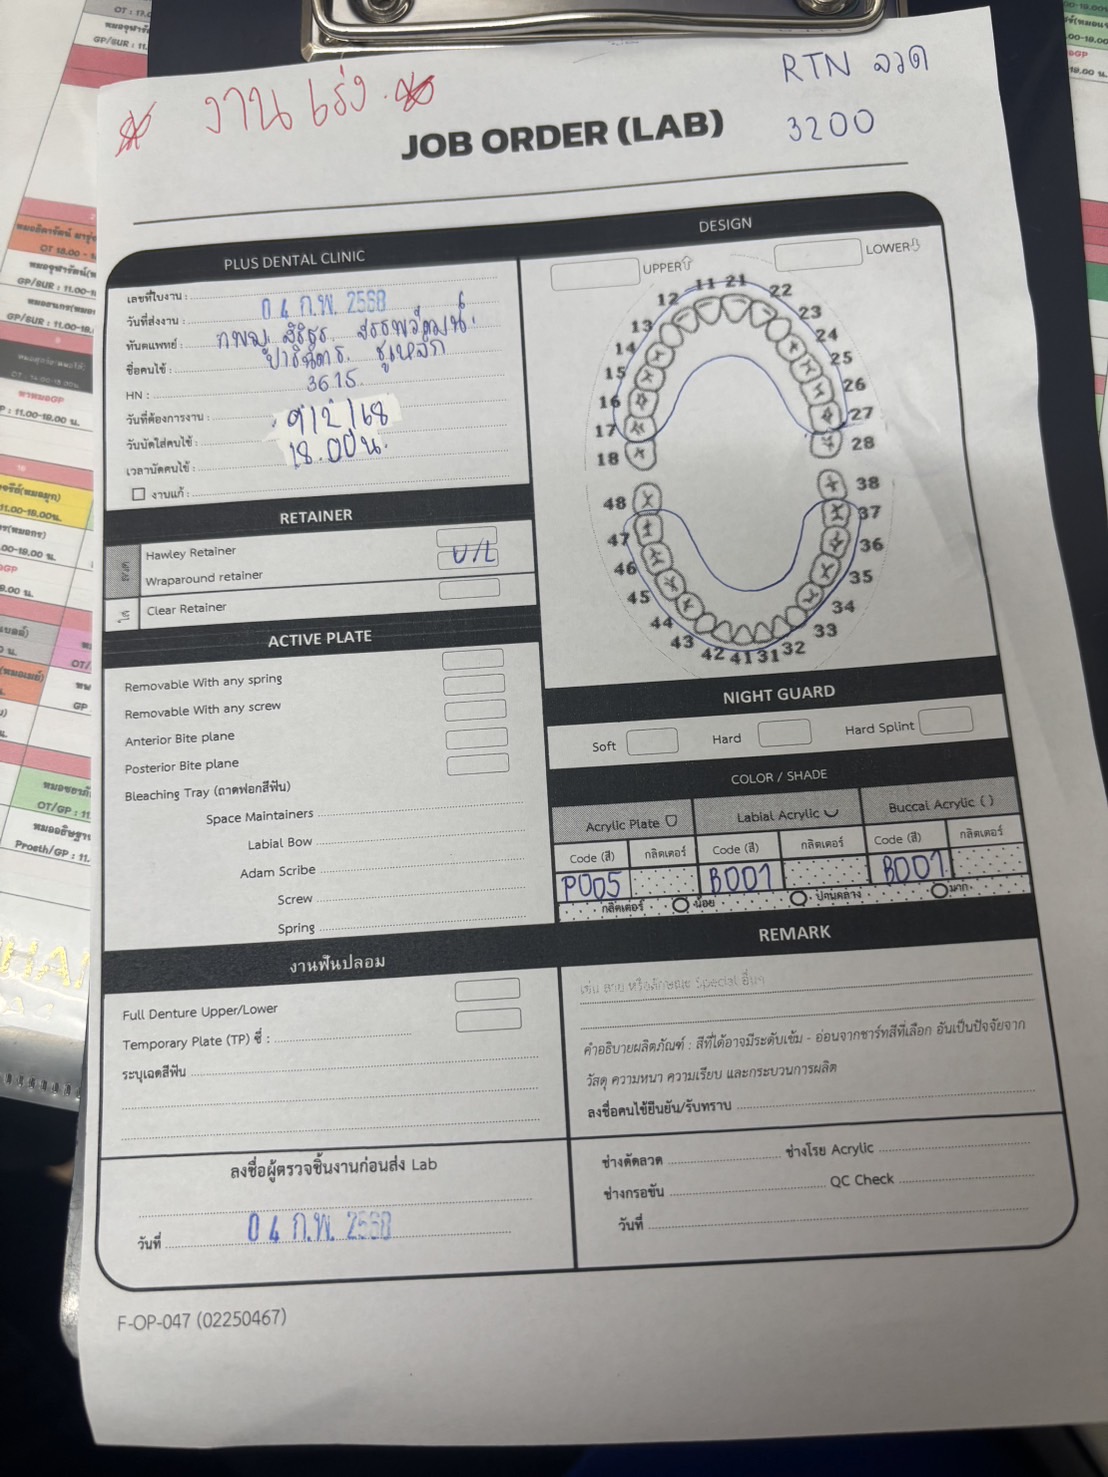 งานเร่ง
RTN ลวด
3200
JOB ORDER (LAB)
PLUS DENTAL CLINIC
เลขที่ใบงาน :
วันที่ส่งงาน : 04 ก.พ. 2568
ทันตแพทย์ : ทพญ. สิริธร
ชื่อคนไข้ : ปาริฉัตร ชูเหล็ก
HN : 3615
วันที่ต้องการงาน :
วันนัดใส่คนไข้ : 9/2/68
เวลานัดคนไข้ : 18.00น.
งานแก้ :
RETAINER
ลวด
Hawley Retainer
Wraparound retainer U/L
ใส
Clear Retainer
ACTIVE PLATE
Removable With any spring
Removable With any screw
Anterior Bite plane
Posterior Bite plane
Bleaching Tray (ถาดฟอกสีฟัน)
Space Maintainers
Labial Bow
Adam Scribe
Screw
Spring
งานฟันปลอม
Full Denture Upper/Lower
Temporary Plate (TP) ซี่ :
ระบุเฉดสีฟัน
ลงชื่อผู้ตรวจชิ้นงานก่อนส่ง Lab
วันที่ 04 ก.พ. 2568
DESIGN
UPPER
LOWER
11 21
12 22
13 23
14 24
15 25
16 26
17 27
18 28
48 38
47 37
46 36
45 35
44 34
43 33
42 41 31 32
NIGHT GUARD
Soft Hard Hard Splint
COLOR / SHADE
Acrylic Plate Labial Acrylic Buccal Acrylic ( )
Code (สี) กลิตเตอร์ Code (สี) กลิตเตอร์ Code (สี) กลิตเตอร์
P005 B001 B001
กลิตเตอร์ น้อย ปานกลาง มาก
REMARK
เช่น ลาย หรือลักษณะ Special อื่นๆ
คำอธิบายผลิตภัณฑ์ : สีที่ได้อาจมีระดับเข้ม - อ่อนจากชาร์ทสีที่เลือก อันเป็นปัจจัยจาก
วัสดุ ความหนา ความเรียบ และกระบวนการผลิต
ลงชื่อคนไข้ยืนยัน/รับทราบ
ช่างดัดลวด ช่างโรย Acrylic
ช่างกรอขัน QC Check
วันที่
F-OP-047 (02250467)